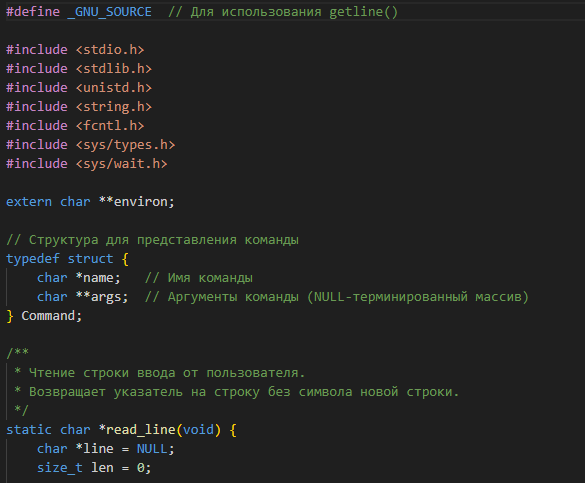 #define _GNU_SOURCE  // Для использования getline()

#include <stdio.h>
#include <stdlib.h>
#include <unistd.h>
#include <string.h>
#include <fcntl.h>
#include <sys/types.h>
#include <sys/wait.h>

extern char **environ;

// Структура для представления команды
typedef struct {
    char *name;   // Имя команды
    char **args;  // Аргументы команды (NULL-терминированный массив)
} Command;

/**
 * Чтение строки ввода от пользователя.
 * Возвращает указатель на строку без символа новой строки.
 */
static char *read_line(void) {
    char *line = NULL;
    size_t len = 0;